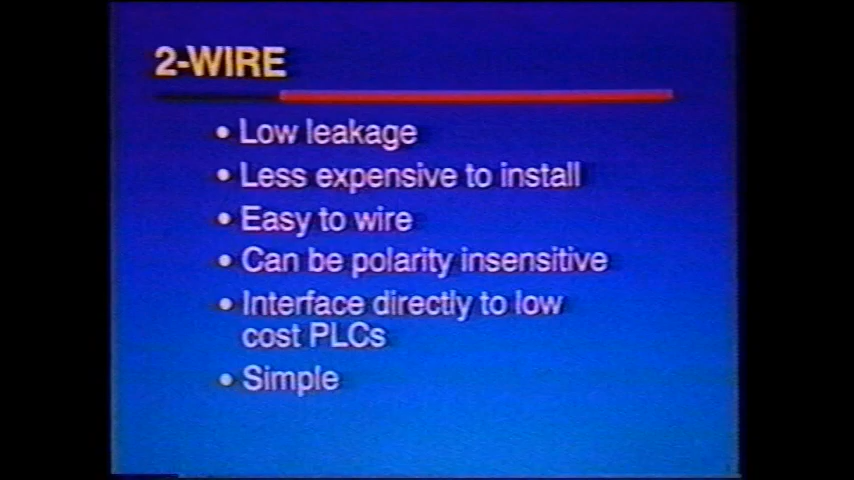 2-WIRE
• Low leakage
• Less expensive to install
• Easy to wire
• Can be polarity insensitive
• Interface directly to low
cost PLCs
• Simple